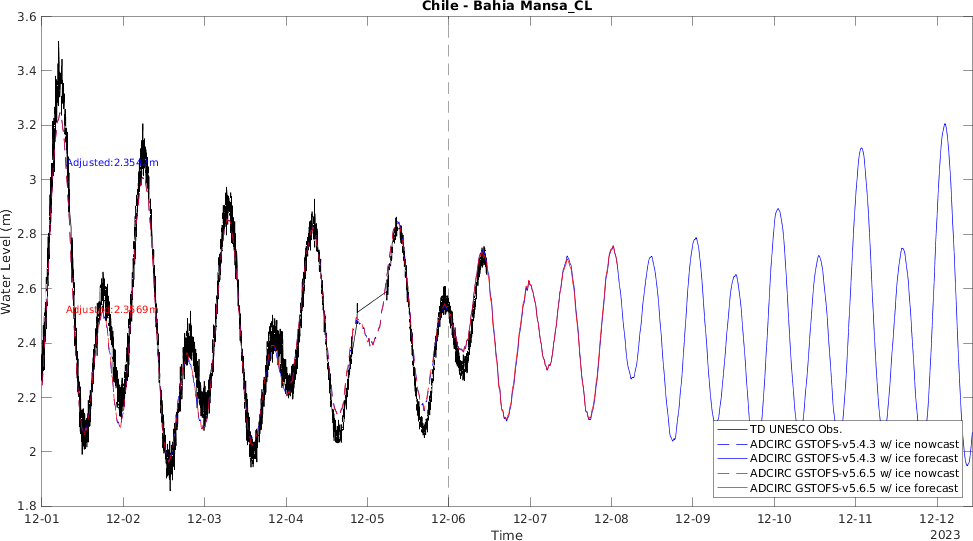 Chile - Bahia Mansa_CL
3.6
3.4
3.2
3
2.8
2.6
2.4
2.2
2
1.8
Water Level (m)
Adjusted:2.3547m
Adjusted:2.3569m
TD UNESCO Obs.
ADCIRC GSTOFS-v5.4.3 w/ ice nowcast
ADCIRC GSTOFS-v5.4.3 w/ ice forecast
ADCIRC GSTOFS-v5.6.5 w/ ice nowcast
ADCIRC GSTOFS-v5.6.5 w/ ice forecast
12-01 12-02 12-03 12-04 12-05 12-06 12-07 12-08 12-09 12-10 12-11 12-12
Time
2023